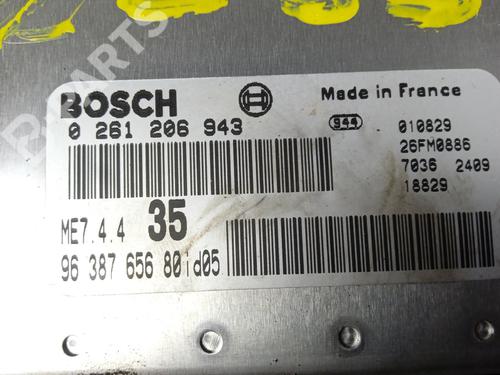 B-PARTS
BOSCH
Made in France
0 261 206 943
944
010829
26FM0886
7036 2409
18829
ME7.4.4 35
96 387 656 80id05